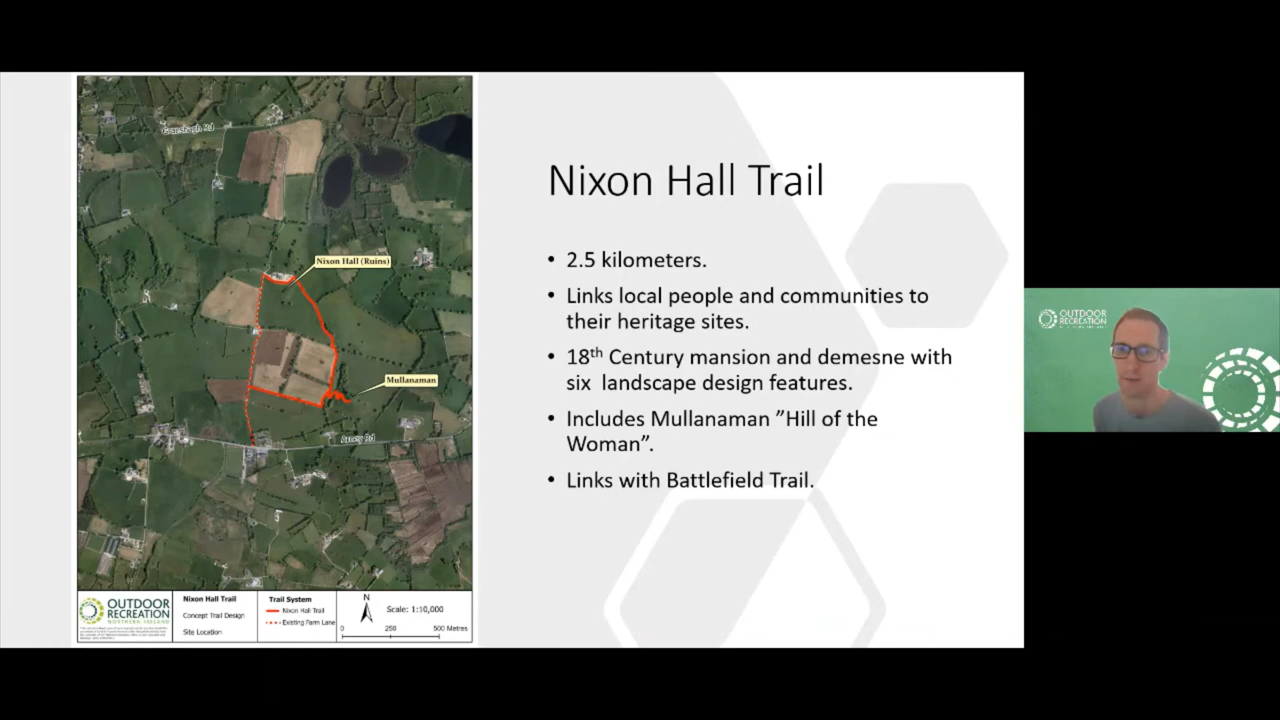 Nixon Hall Trail
• 2.5 kilometers.
• Links local people and communities to
their heritage sites.
• 18th Century mansion and demesne with
six landscape design features.
• Includes Mullanaman ”Hill of the
Woman”.
• Links with Battlefield Trail.
Nixon Hall (Ruins)
Mullanaman
Arney Rd
OUTDOOR
RECREATION
NORTHERN IRELAND
Nixon Hall Trail
Concept Trail Design
Site Location
Trail System
Nixon Hall Trail
Existing Farm Lane
N
Scale: 1:10,000
0 250 500 Metres
OUTDOOR
RECREATION